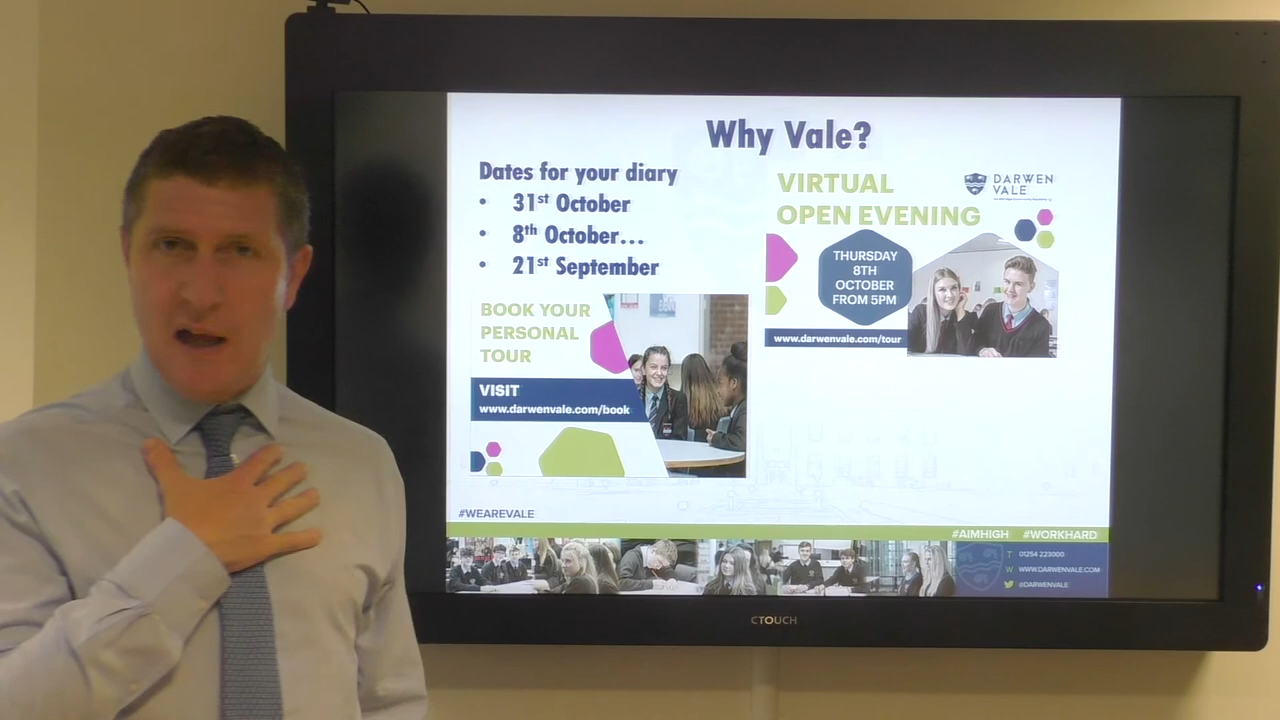 Why Vale?
Dates for your diary
• 31st October
• 8th October...
• 21st September
BOOK YOUR
PERSONAL
TOUR
VISIT
www.darwenvale.com/book
VIRTUAL
OPEN EVENING
DARWEN
VALE
THURSDAY
8TH
OCTOBER
FROM 5PM
www.darwenvale.com/tour
#WEAREVALE
#AIMHIGH #WORKHARD
T 01254 223000
W WWW.DARWENVALE.COM
@DARWENVALE
CTOUCH